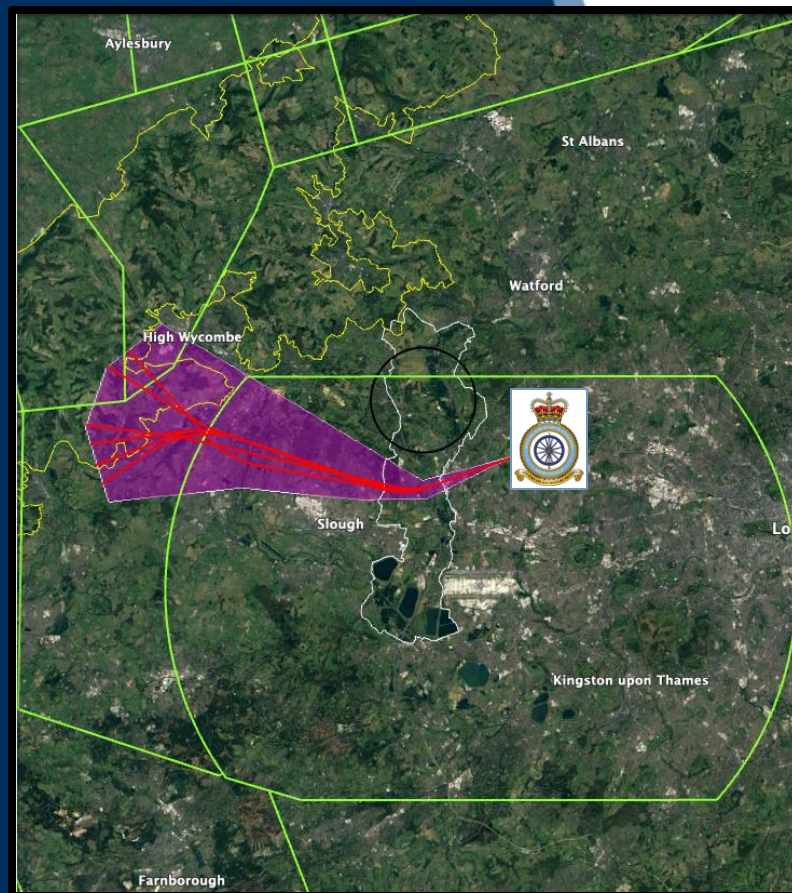 Aylesbury
St Albans
Watford
High Wycombe
Slough
Lo
Kingston upon Thames
Farnborough